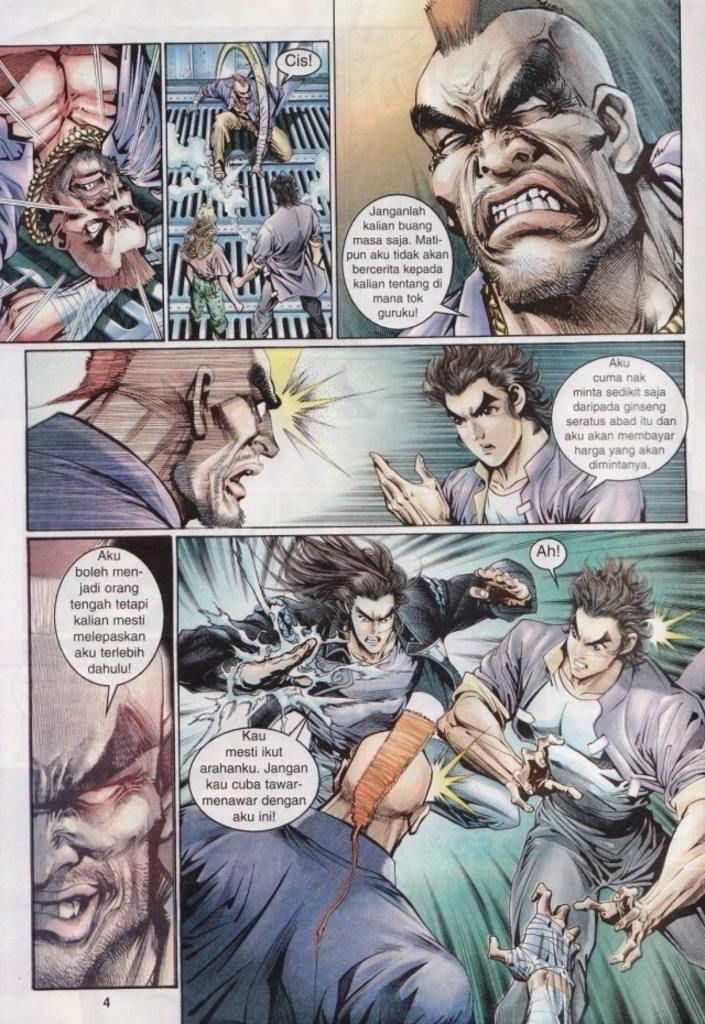 Cis!
Janganlah
kalian buang
masa saja. Mati-
pun aku tidak
bercerita kepada
kalian tentang di
mana tok
guruku!
Aku
cuma nak
minta sedikit saja
daripada ginseng
seratus abad itu dan
aku akan membayar
harga yang akan
dimintanya.
Aku
boleh men-
jadi orang
tengah tetapi
kalian mesti
melepaskan
aku terlebih
dahulu!
Ah!
Kau
mesti ikut
arahanku. Jangan
kau cuba tawar-
menawar dengan
aku ini!
4